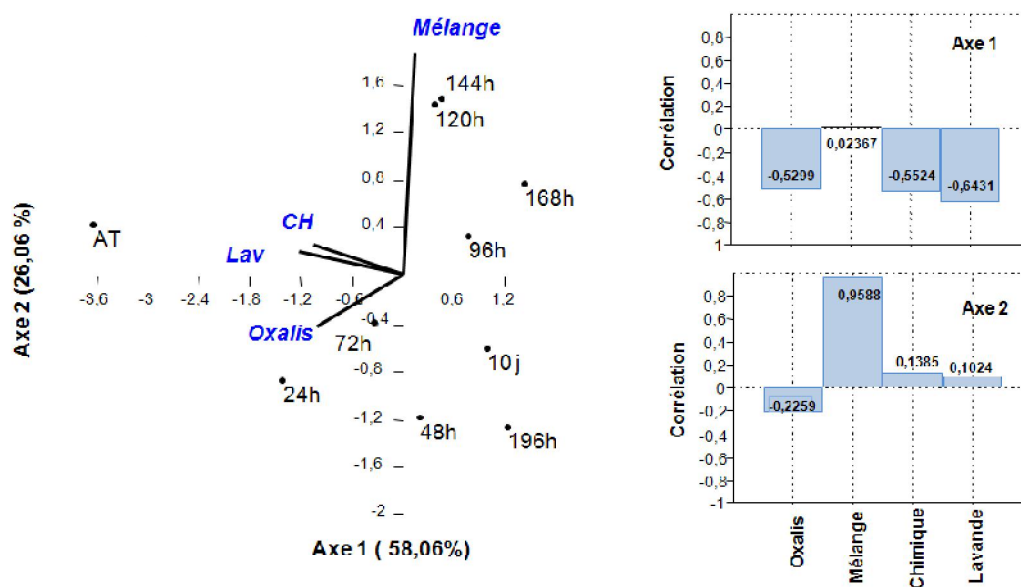 Mélange
144h
120h
168h
96h
AT
CH
Lav
Oxalis
72h
24h
48h
10j
196h
1,6
1,2
0,8
0,4
-3,6
-3
-2,4
-1,8
-1,2
-0,6
0,6
1,2
-0,4
-0,8
-1,2
-1,6
-2
Axe 2 (26,06 %)
Axe 1 ( 58,06%)
Axe 1
Corrélation
0,8
0,6
0,4
0,2
0
-0,2
-0,4
-0,6
-0,8
1
-0,5299
0,02367
-0,5524
-0,6431
Axe 2
Corrélation
0,8
0,6
0,4
0,2
0
-0,2
-0,4
-0,6
-0,8
-1
-0,2259
0,9588
0,1385
0,1024
Oxalis
Mélange
Chimique
Lavande